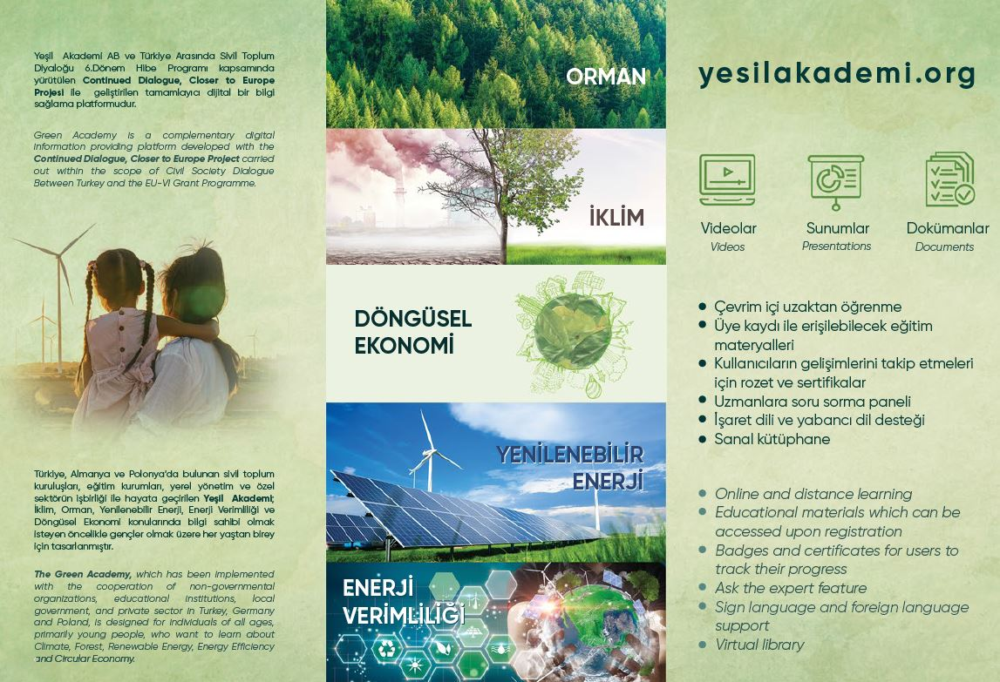 Yeşil Akademi AB ve Türkiye Arasında Sivil Toplum
Diyaloğu 6.Dönem Hibe Programı kapsamında
yürütülen Continued Dialogue, Closer to Europe
Projesi ile geliştirilen tamamlayıcı dijital bir bilgi
sağlama platformudur.
Green Academy is a complementary digital
information providing platform developed with the
Continued Dialogue, Closer to Europe Project carried
out within the scope of Civil Society Dialogue
Between Turkey and the EU-VI Grant Programme.
Türkiye, Almanya ve Polonya’da bulunan sivil toplum
kuruluşları, eğitim kurumları, yerel yönetim ve özel
sektörün işbirliği ile hayata geçirilen Yeşil Akademi;
İklim, Orman, Yenilenebilir Enerji, Enerji Verimliliği ve
Döngüsel Ekonomi konularında bilgi sahibi olmak
isteyen öncelikle gençler olmak üzere her yaştan birey
için tasarlanmıştır.
The Green Academy, which has been implemented
with the cooperation of non-governmental
organizations, educational institutions, local
government, and private sector in Turkey, Germany
and Poland, is designed for individuals of all ages,
primarily young people, who want to learn about
Climate, Forest, Renewable Energy, Energy Efficiency
and Circular Economy.
ORMAN
İKLİM
DÖNGÜSEL
EKONOMİ
YENİLENEBİLİR
ENERJİ
ENERJİ
VERİMLİLİĞİ
yesilakademi.org
Videolar
Videos
Sunumlar
Presentations
Dokümanlar
Documents
● Çevrim içi uzaktan öğrenme
● Üye kaydı ile erişilebilecek eğitim
materyalleri
● Kullanıcıların gelişimlerini takip etmeleri
için rozet ve sertifikalar
● Uzmanlara soru sorma paneli
● İşaret dili ve yabancı dil desteği
● Sanal kütüphane
● Online and distance learning
● Educational materials which can be
accessed upon registration
● Badges and certificates for users to
track their progress
● Ask the expert feature
● Sign language and foreign language
support
● Virtual library